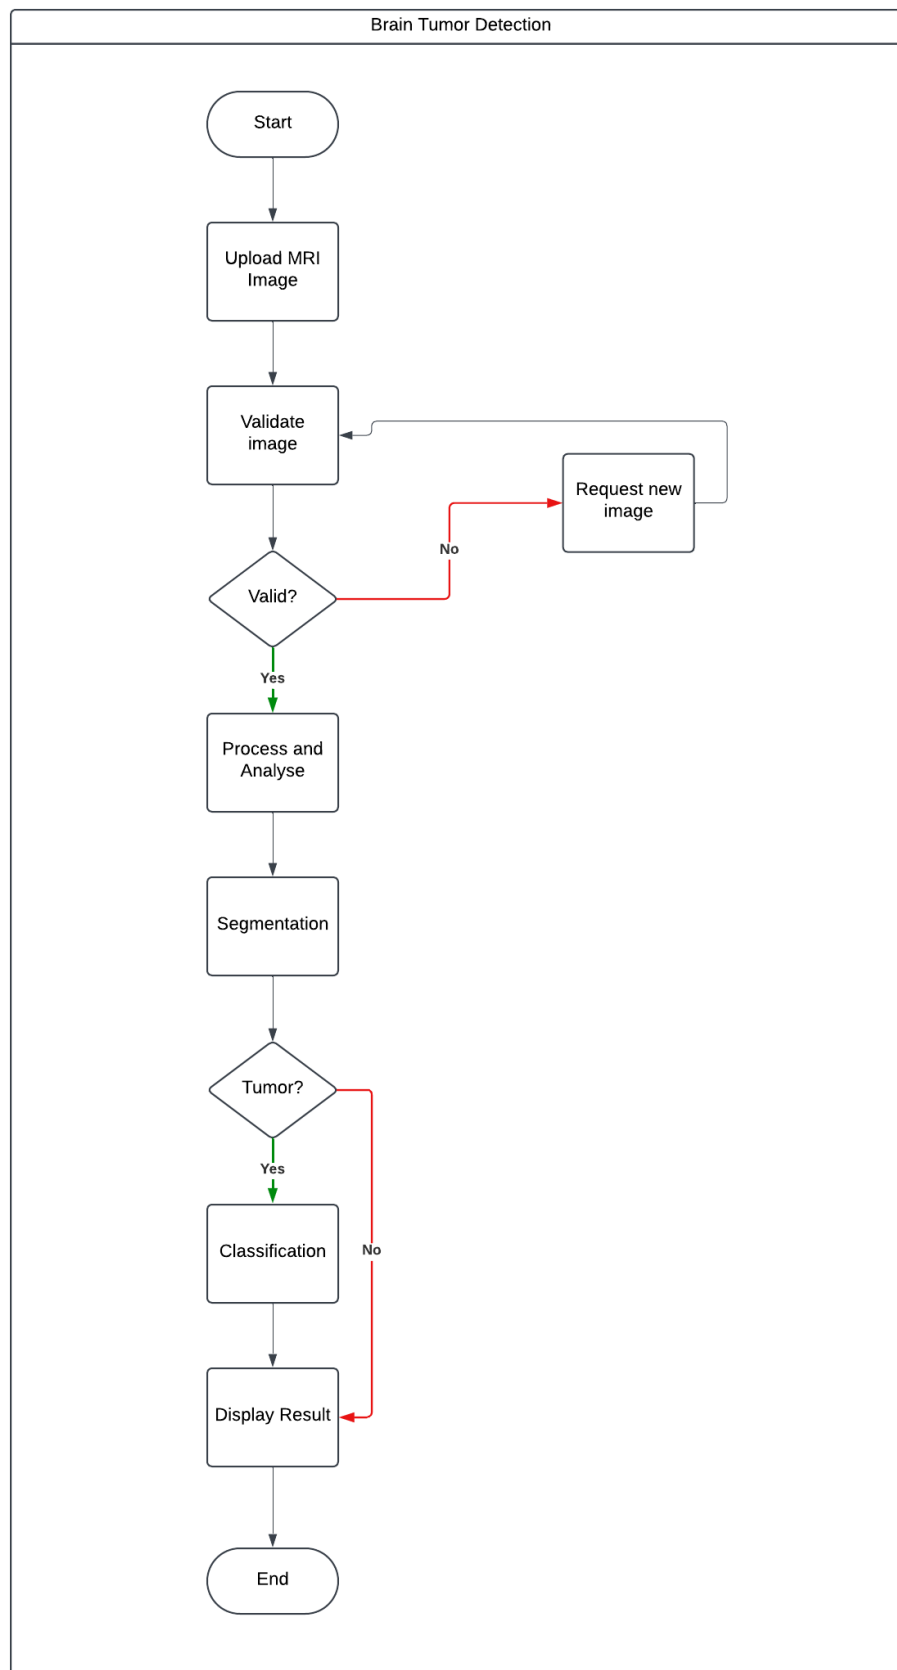 Brain Tumor Detection
Start
Upload MRI
Image
Validate
image
Request new
image
No
Valid?
Yes
Process and
Analyse
Segmentation
Tumor?
Yes
Classification
No
Display Result
End